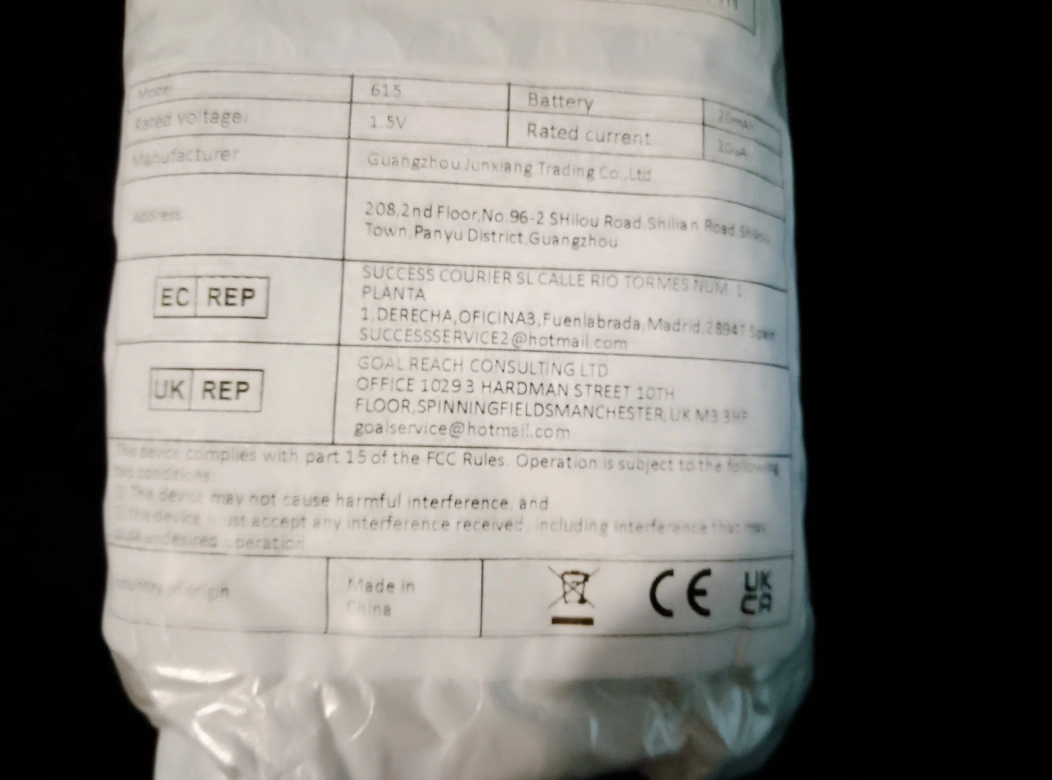 Model 615 Battery 20mAh
Rated voltage: 1.5V Rated current 20uA
Manufacturer Guangzhou Junxiang Trading Co.,Ltd
Address 208,2nd Floor,No.96-2 SHilou Road,Shilian Road,
Town,Panyu District,Guangzhou
EC REP
SUCCESS COURIER SL CALLE RIO TORMES NUM. 1,
PLANTA
1,DERECHA,OFICINA3,Fuenlabrada,Madrid,28947 Spain
SUCCESSSERVICE2@hotmail.com
UK REP
GOAL REACH CONSULTING LTD
OFFICE 1029 3 HARDMAN STREET 10TH
FLOOR,SPINNINGFIELDSMANCHESTER, UK M3 3HF
goalservice@hotmail.com
This device complies with part 15 of the FCC Rules. Operation is subject to the following
two conditions:
This device may not cause harmful interference, and
this device must accept any interference received, including interference that may
undesired operation.
country of origin Made in
China
CE
UK
CA